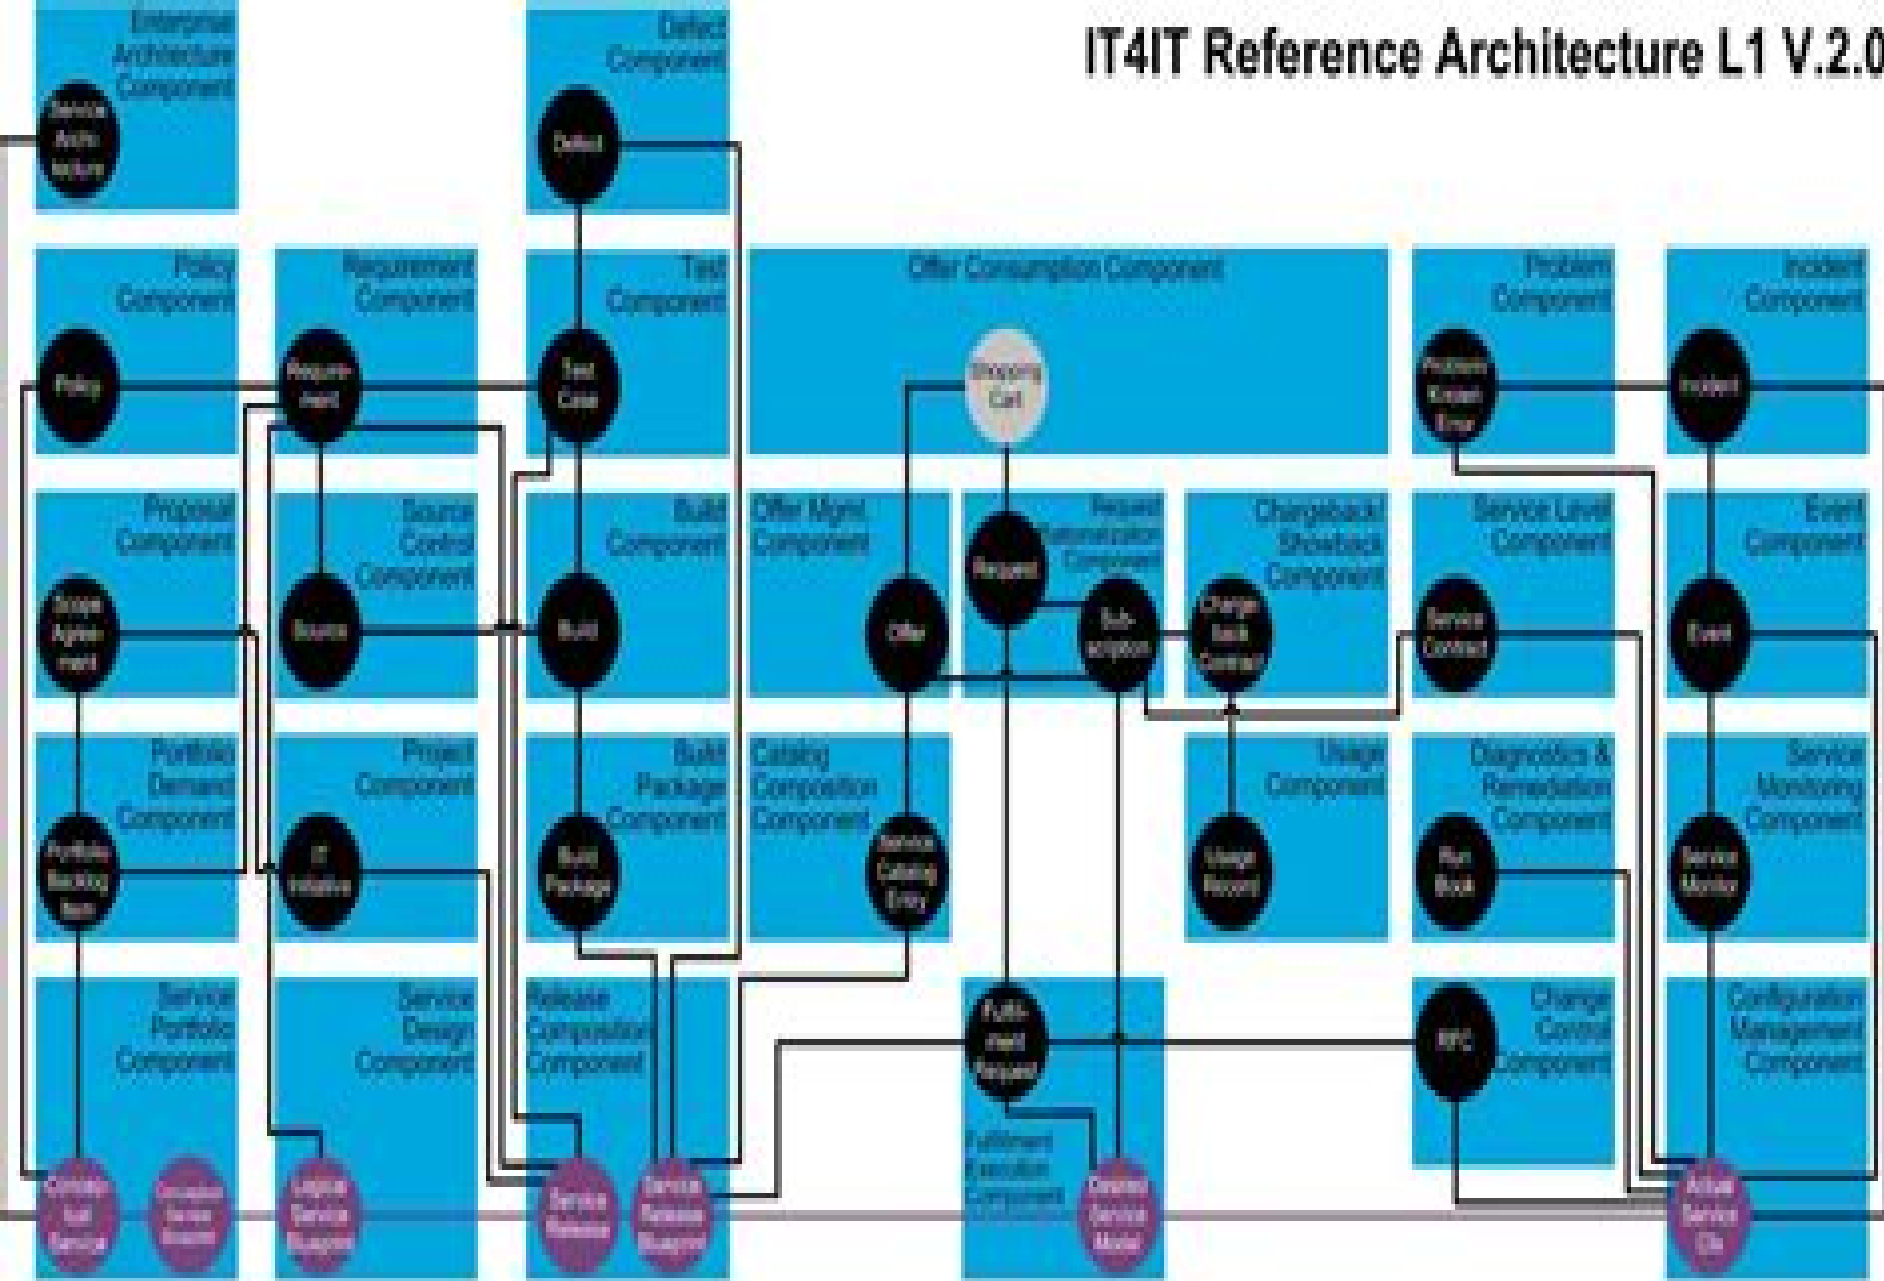 IT4IT Reference Architecture L1 V.2.0
Enterprise
Architecture
Component
Service
Archi-
tecture
Defect
Component
Defect
Policy
Component
Policy
Requirement
Component
Require-
ment
Test
Component
Test
Case
Offer Consumption Component
Shopping
Cart
Problem
Component
Problem
Known
Error
Incident
Component
Incident
Proposal
Component
Scope
Agree-
ment
Source
Control
Component
Source
Build
Component
Build
Offer Mgmt.
Component
Offer
Request
Rationalization
Component
Request
Sub-
scription
Chargeback/
Showback
Component
Charge
back
Contract
Service Level
Component
Service
Contract
Event
Component
Event
Portfolio
Demand
Component
Portfolio
Backlog
Item
Project
Component
IT
Initiative
Build
Package
Component
Build
Package
Catalog
Composition
Component
Service
Catalog
Entry
Usage
Component
Usage
Record
Diagnostics &
Remediation
Component
Run
Book
Service
Monitoring
Component
Service
Monitor
Service
Portfolio
Component
Service
Service
Design
Component
Logical
Service
Blueprint
Release
Composition
Component
Service
Release
Service
Release
Blueprint
Fulfill-
ment
Request
Fulfillment
Execution
Component
Desired
Service
Model
RFC
Change
Control
Component
Configuration
Management
Component
Actual
Service
CIs